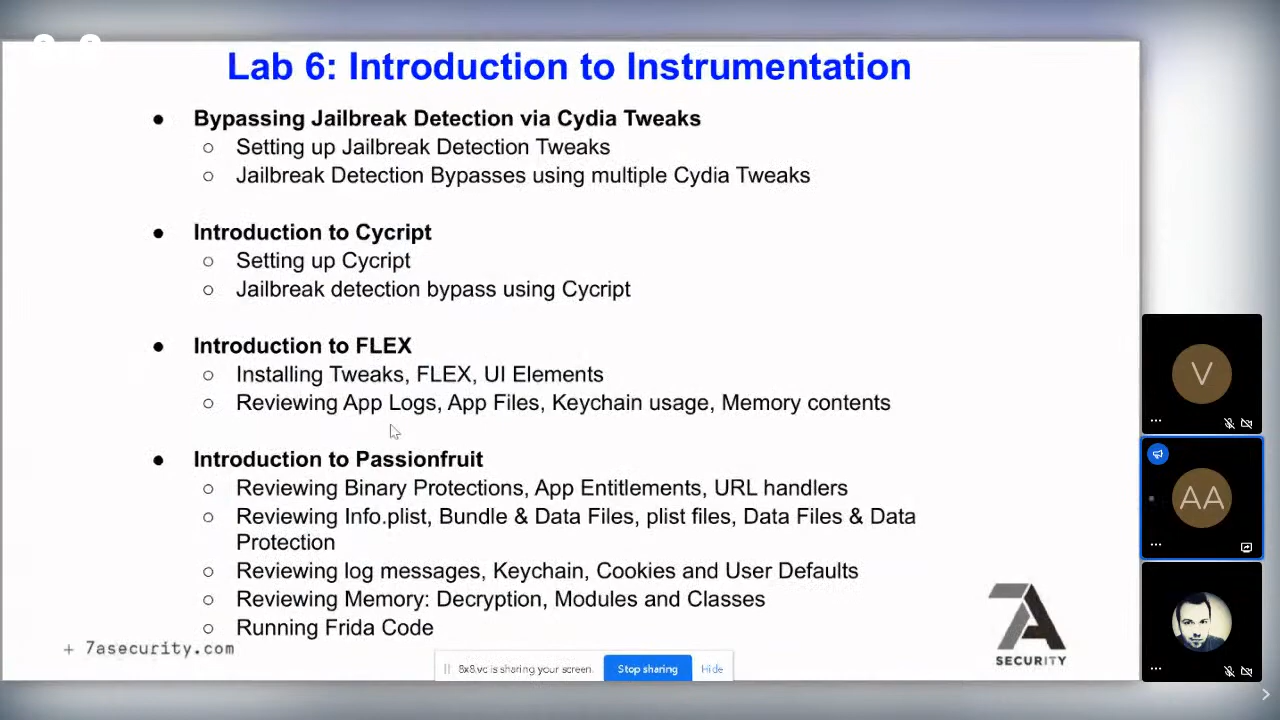 Lab 6: Introduction to Instrumentation
● Bypassing Jailbreak Detection via Cydia Tweaks
○ Setting up Jailbreak Detection Tweaks
○ Jailbreak Detection Bypasses using multiple Cydia Tweaks
● Introduction to Cycript
○ Setting up Cycript
○ Jailbreak detection bypass using Cycript
● Introduction to FLEX
○ Installing Tweaks, FLEX, UI Elements
○ Reviewing App Logs, App Files, Keychain usage, Memory contents
● Introduction to Passionfruit
○ Reviewing Binary Protections, App Entitlements, URL handlers
○ Reviewing Info.plist, Bundle & Data Files, plist files, Data Files & Data
Protection
○ Reviewing log messages, Keychain, Cookies and User Defaults
○ Reviewing Memory: Decryption, Modules and Classes
○ Running Frida Code
+ 7asecurity.com
7A
SECURITY
8x8.vc is sharing your screen.
Stop sharing
Hide
V
AA